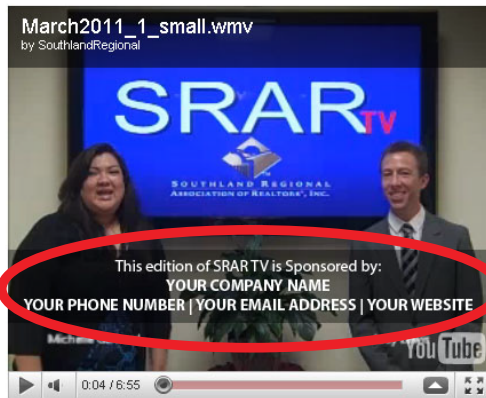 March2011_1_small.wmv
by SouthlandRegional
SRAR TV
SOUTHLAND REGIONAL
ASSOCIATION OF REALTORS®, INC.
This edition of SRAR TV is Sponsored by:
YOUR COMPANY NAME
YOUR PHONE NUMBER | YOUR EMAIL ADDRESS | YOUR WEBSITE
You Tube
0:04 / 6:55